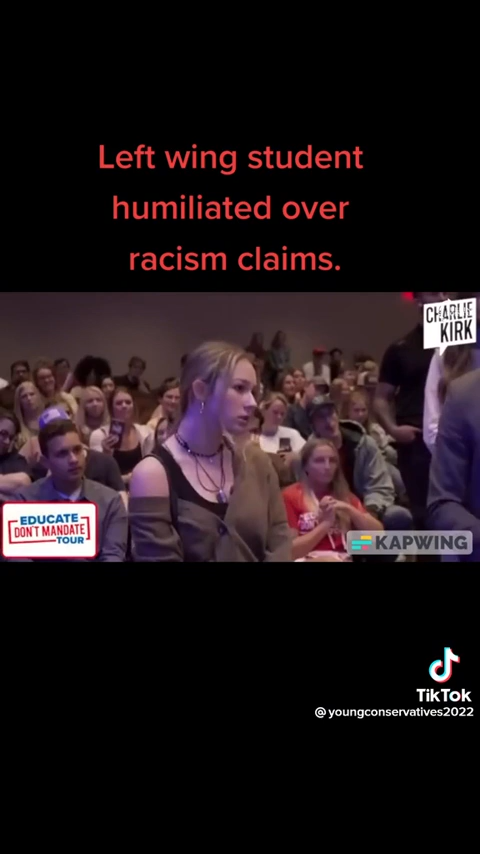 Left wing student
humiliated over
racism claims.
CHARLIE
KIRK
EDUCATE
DON'T MANDATE
TOUR
KAPWING
TikTok
@youngconservatives2022